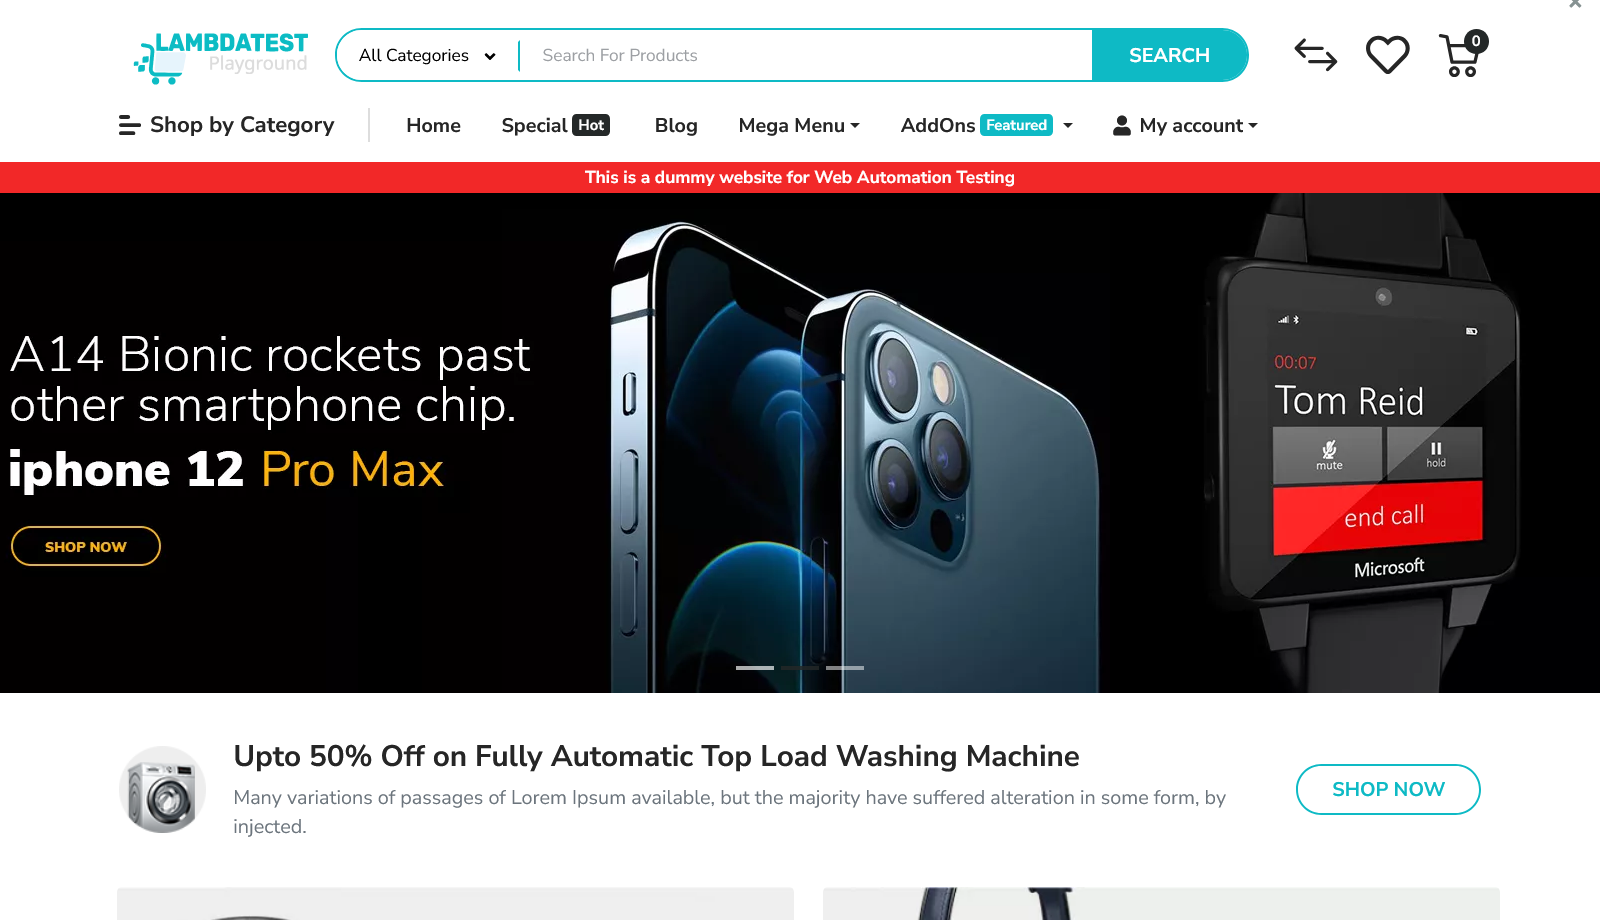 LAMBDATEST
Playground
All Categories
Search For Products
SEARCH
0
Shop by Category
Home
Special Hot
Blog
Mega Menu
AddOns Featured
My account
This is a dummy website for Web Automation Testing
A14 Bionic rockets past
other smartphone chip.
iphone 12 Pro Max
SHOP NOW
00:07
Tom Reid
mute
hold
end call
Microsoft
Upto 50% Off on Fully Automatic Top Load Washing Machine
Many variations of passages of Lorem Ipsum available, but the majority have suffered alteration in some form, by
injected.
SHOP NOW